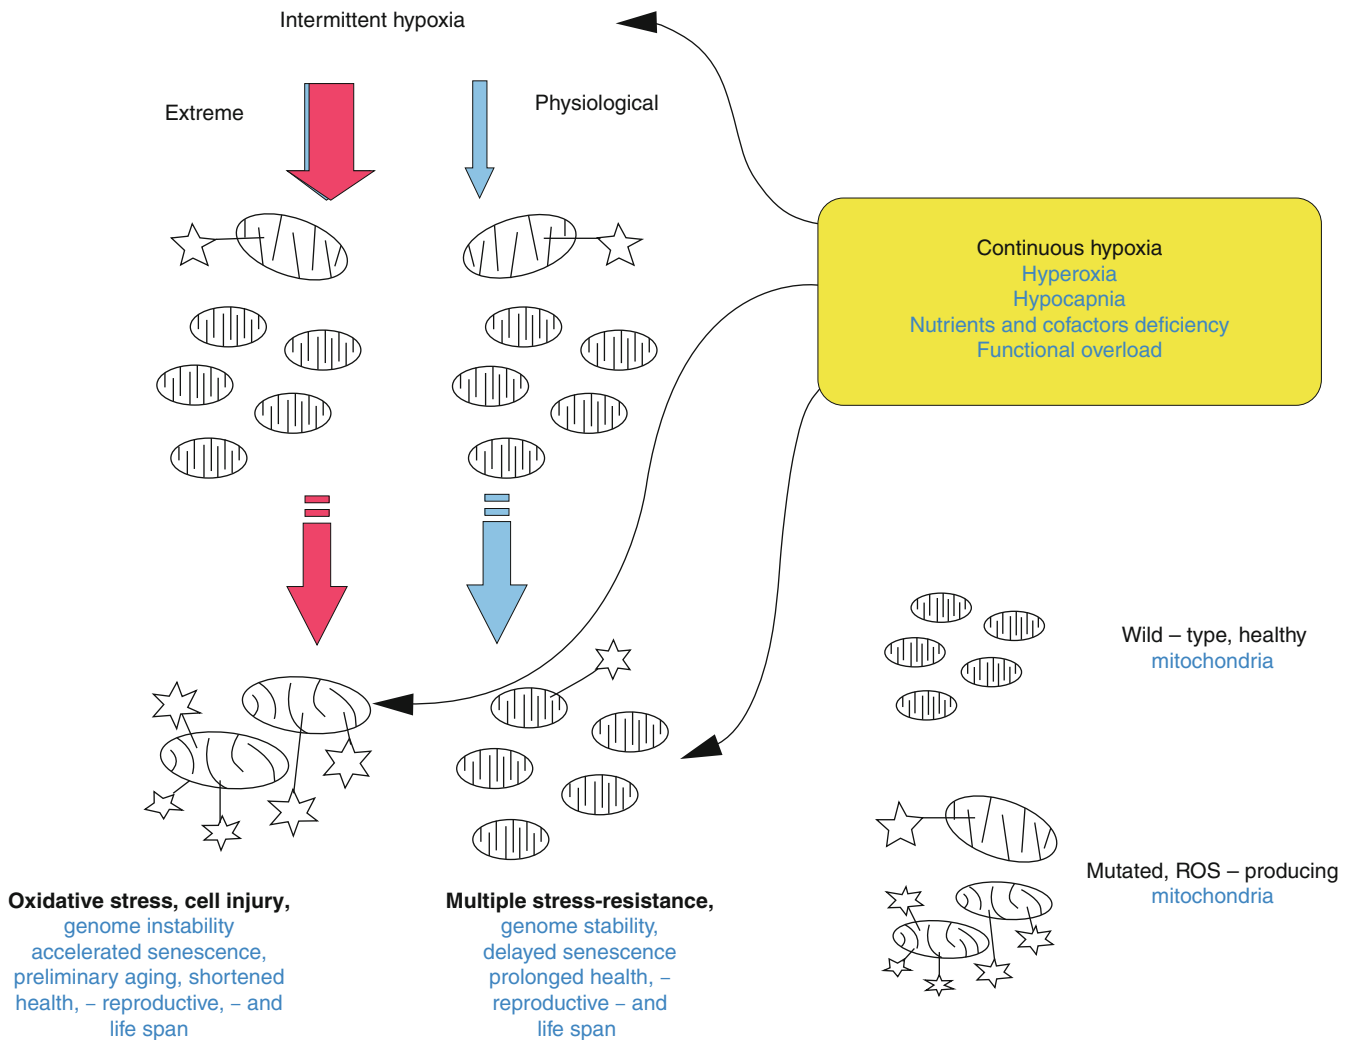 Intermittent hypoxia
Extreme
Physiological
Continuous hypoxia
Hyperoxia
Hypocapnia
Nutrients and cofactors deficiency
Functional overload
Wild – type, healthy
mitochondria
Mutated, ROS – producing
mitochondria
Oxidative stress, cell injury,
genome instability
accelerated senescence,
preliminary aging, shortened
health, – reproductive, – and
life span
Multiple stress-resistance,
genome stability,
delayed senescence
prolonged health, –
reproductive – and
life span